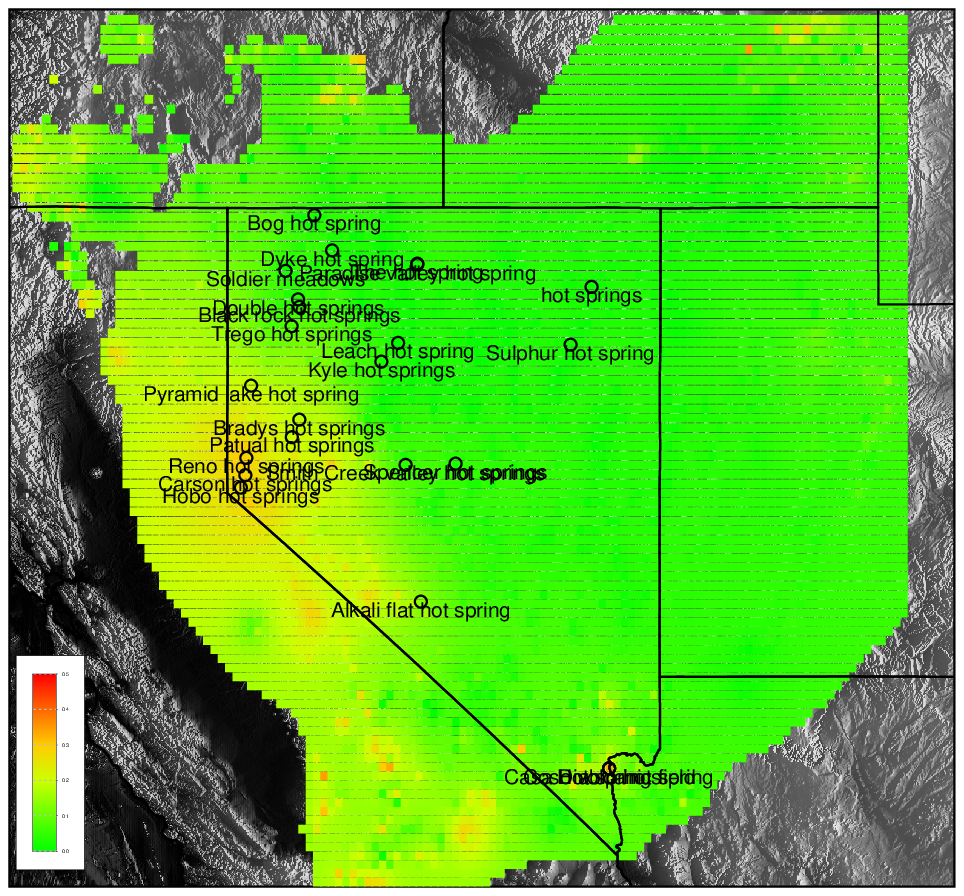 Bog hot spring
Dyke hot spring
Paradise valley hot spring
Soldier meadows
hot springs
Double hot springs
Black rock hot springs
Trego hot springs
Leach hot spring
Sulphur hot spring
Kyle hot springs
Pyramid lake hot spring
Bradys hot springs
Patual hot springs
Reno hot springs
Smith Creek valley hot springs
Spencer hot springs
Carson hot springs
Hobo hot springs
Alkali flat hot spring
0.5
0.4
0.3
0.2
0.1
0.0